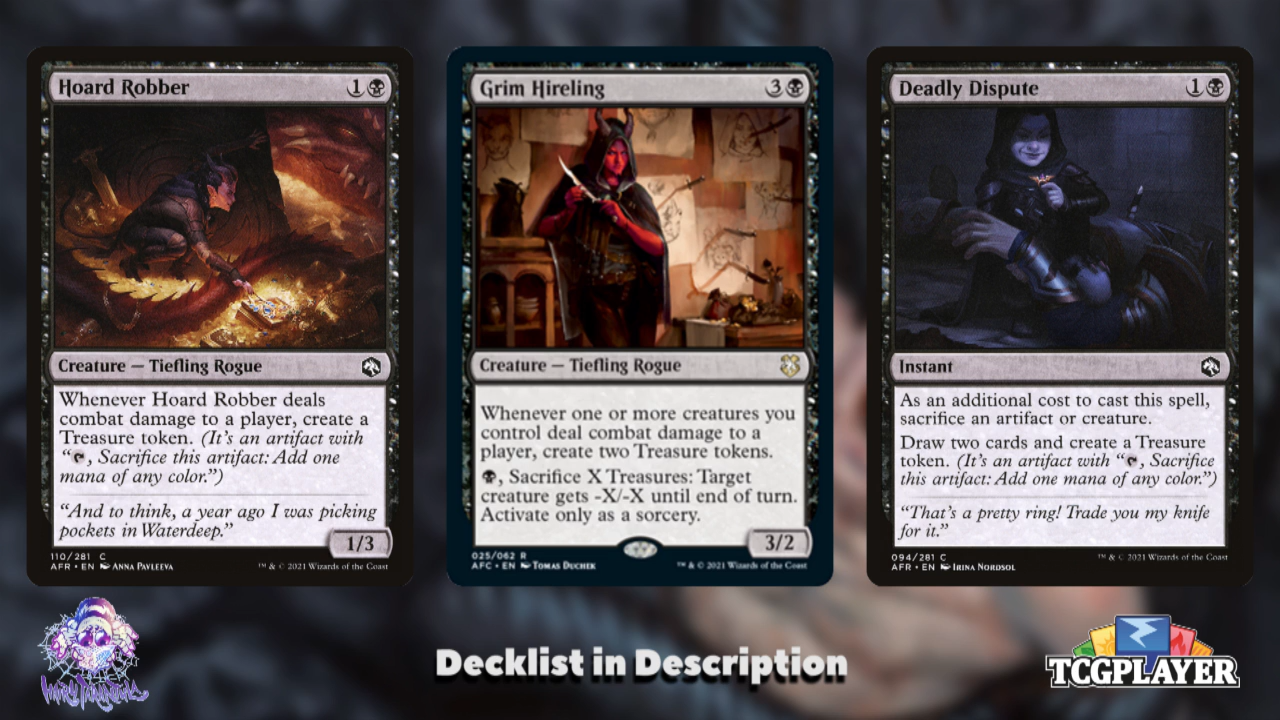 Hoard Robber 1
Creature — Tiefling Rogue
Whenever Hoard Robber deals
combat damage to a player, create a
Treasure token. (It's an artifact with
“, Sacrifice this artifact: Add one
mana of any color.”)
“And to think, a year ago I was picking
pockets in Waterdeep.”
1/3
110/281 C
AFR • EN Anna Pavleeva
™ & © 2021 Wizards of the Coast
Grim Hireling 3
Creature — Tiefling Rogue
Whenever one or more creatures you
control deal combat damage to a
player, create two Treasure tokens.
, Sacrifice X Treasures: Target
creature gets -X/-X until end of turn.
Activate only as a sorcery.
3/2
025/062 R
AFC • EN Tomas Duchek
™ & © 2021 Wizards of the Coast
Deadly Dispute 1
Instant
As an additional cost to cast this spell,
sacrifice an artifact or creature.
Draw two cards and create a Treasure
token. (It's an artifact with “, Sacrifice
this artifact: Add one mana of any color.”)
“That's a pretty ring! Trade you my knife
for it.”
094/281 C
AFR • EN Irina Nordsol
™ & © 2021 Wizards of the Coast
Decklist in Description
TCGPLAYER